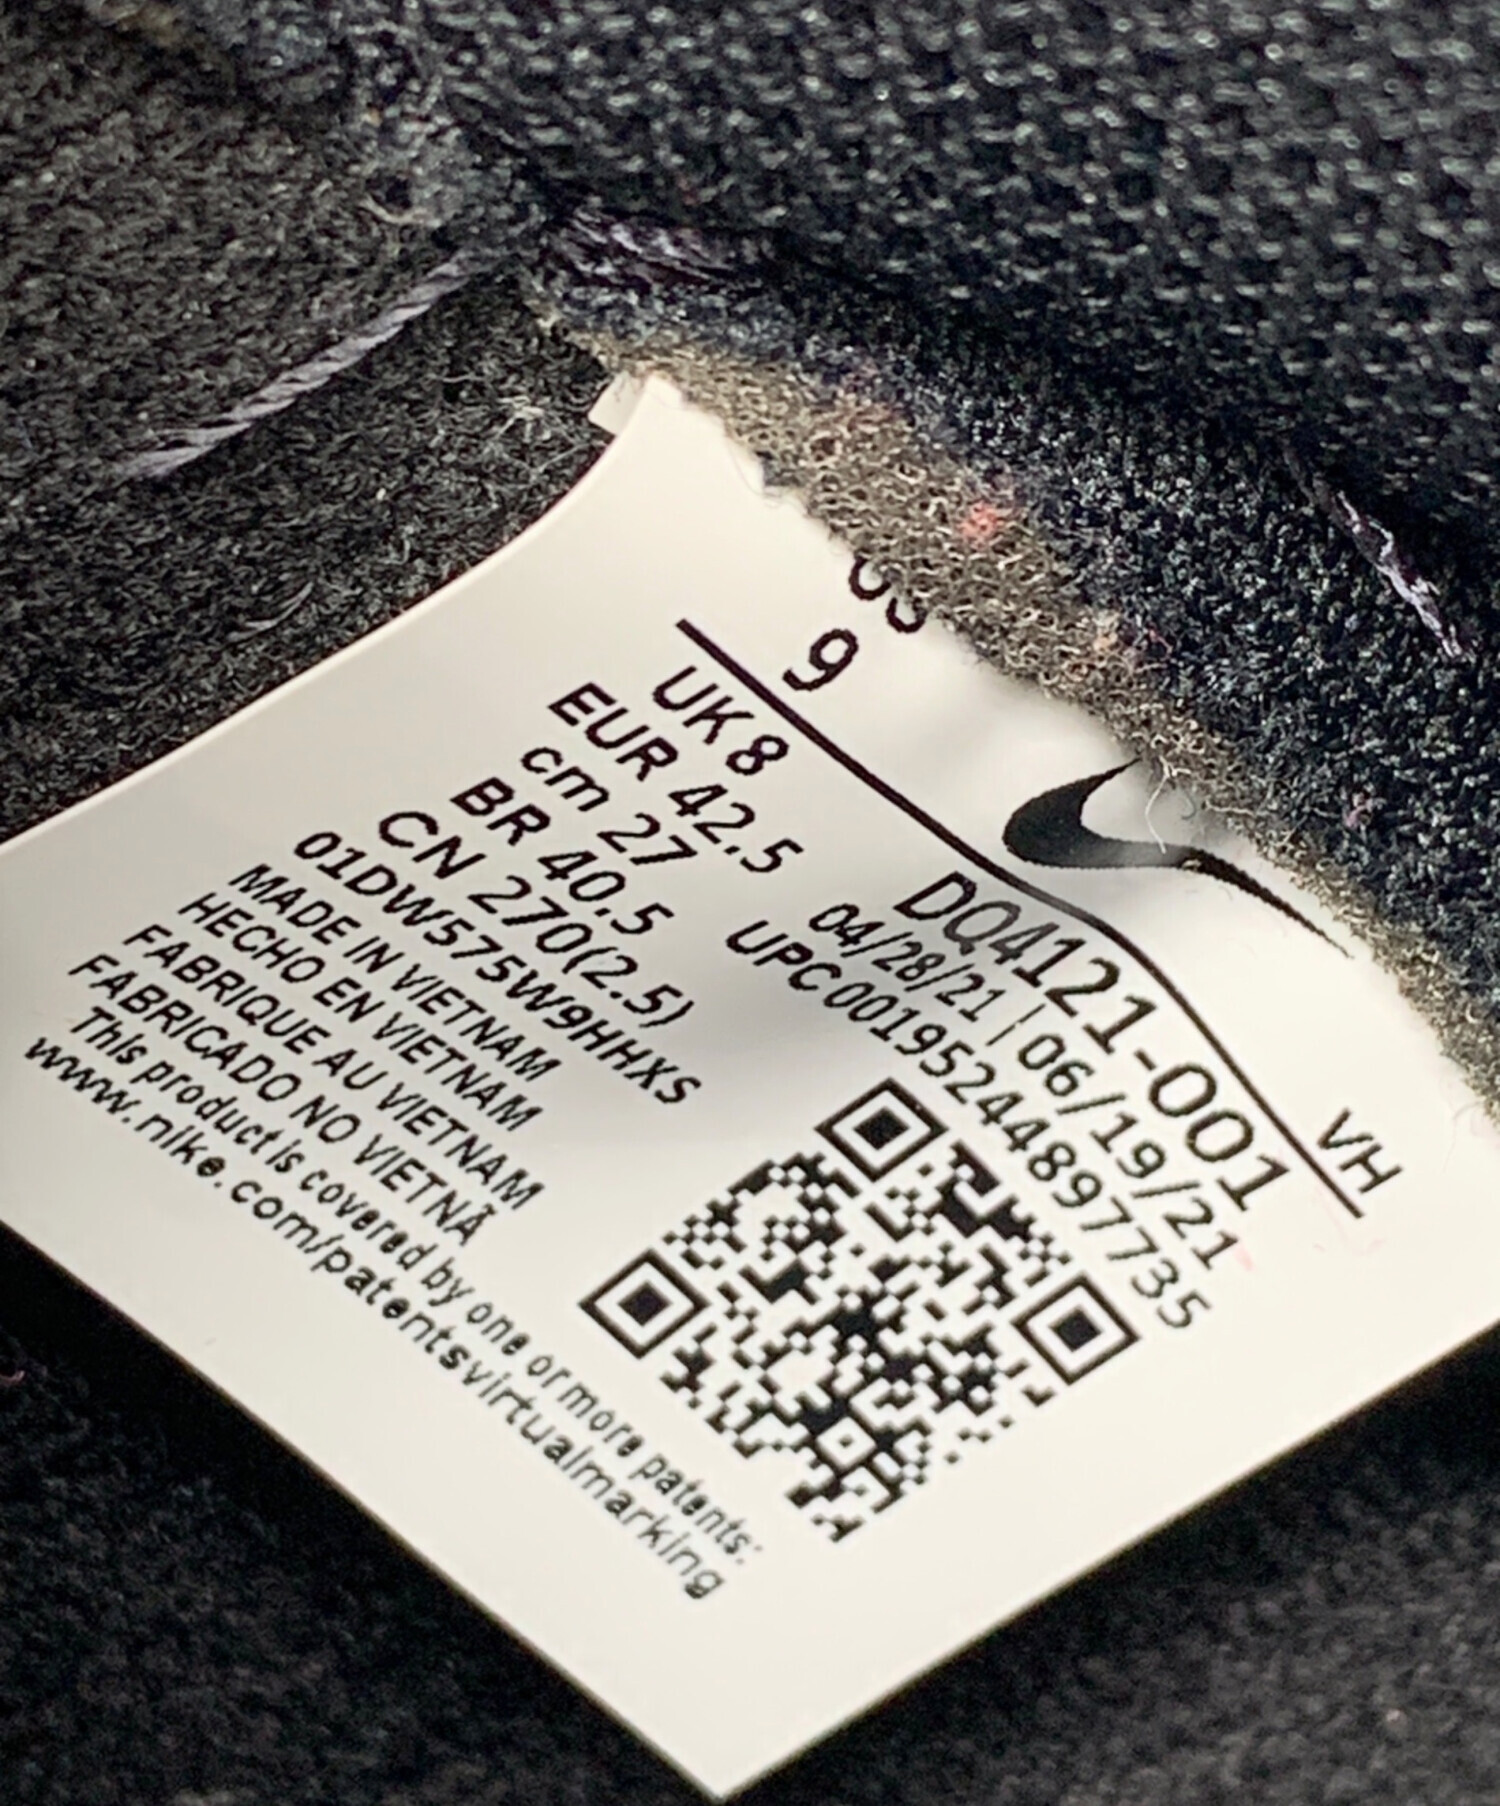 9
UK 8
EUR 42.5
cm 27
BR 40.5
CN 270(2.5)
01DW575W9HHXS
MADE IN VIETNAM
HECHO EN VIETNAM
FABRIQUE AU VIETNAM
FABRICADO NO VIETNÃ
This product is covered by one or more patents:
www.nike.com/patentsvirtualmarking
VH
DQ4121-001
04/28/21 | 06/19/21
UPC00195244897735